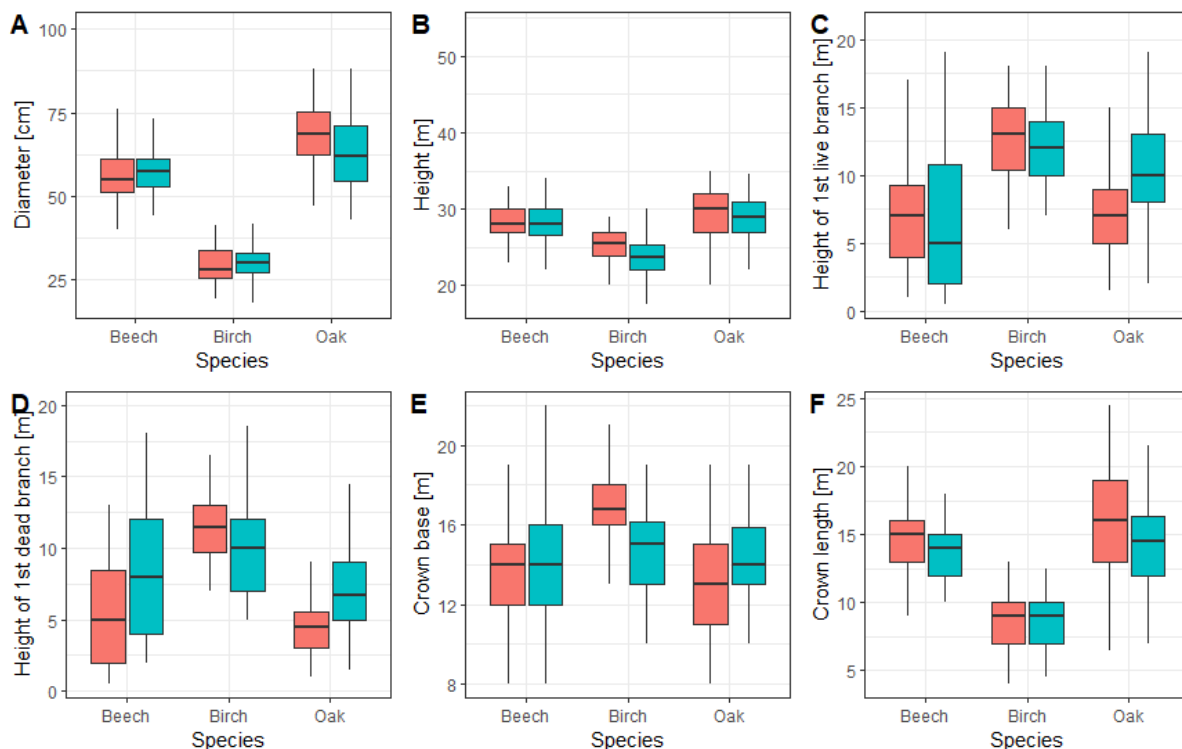 A
Diameter [cm]
100
75
50
25
Beech Birch Oak
Species
B
Height [m]
50
40
30
20
Beech Birch Oak
Species
C
Height of 1st live branch [m]
20
15
10
5
0
Beech Birch Oak
Species
D
Height of 1st dead branch [m]
20
15
10
5
0
Beech Birch Oak
Species
E
Crown base [m]
20
16
12
8
Beech Birch Oak
Species
F
Crown length [m]
25
20
15
10
5
Beech Birch Oak
Species